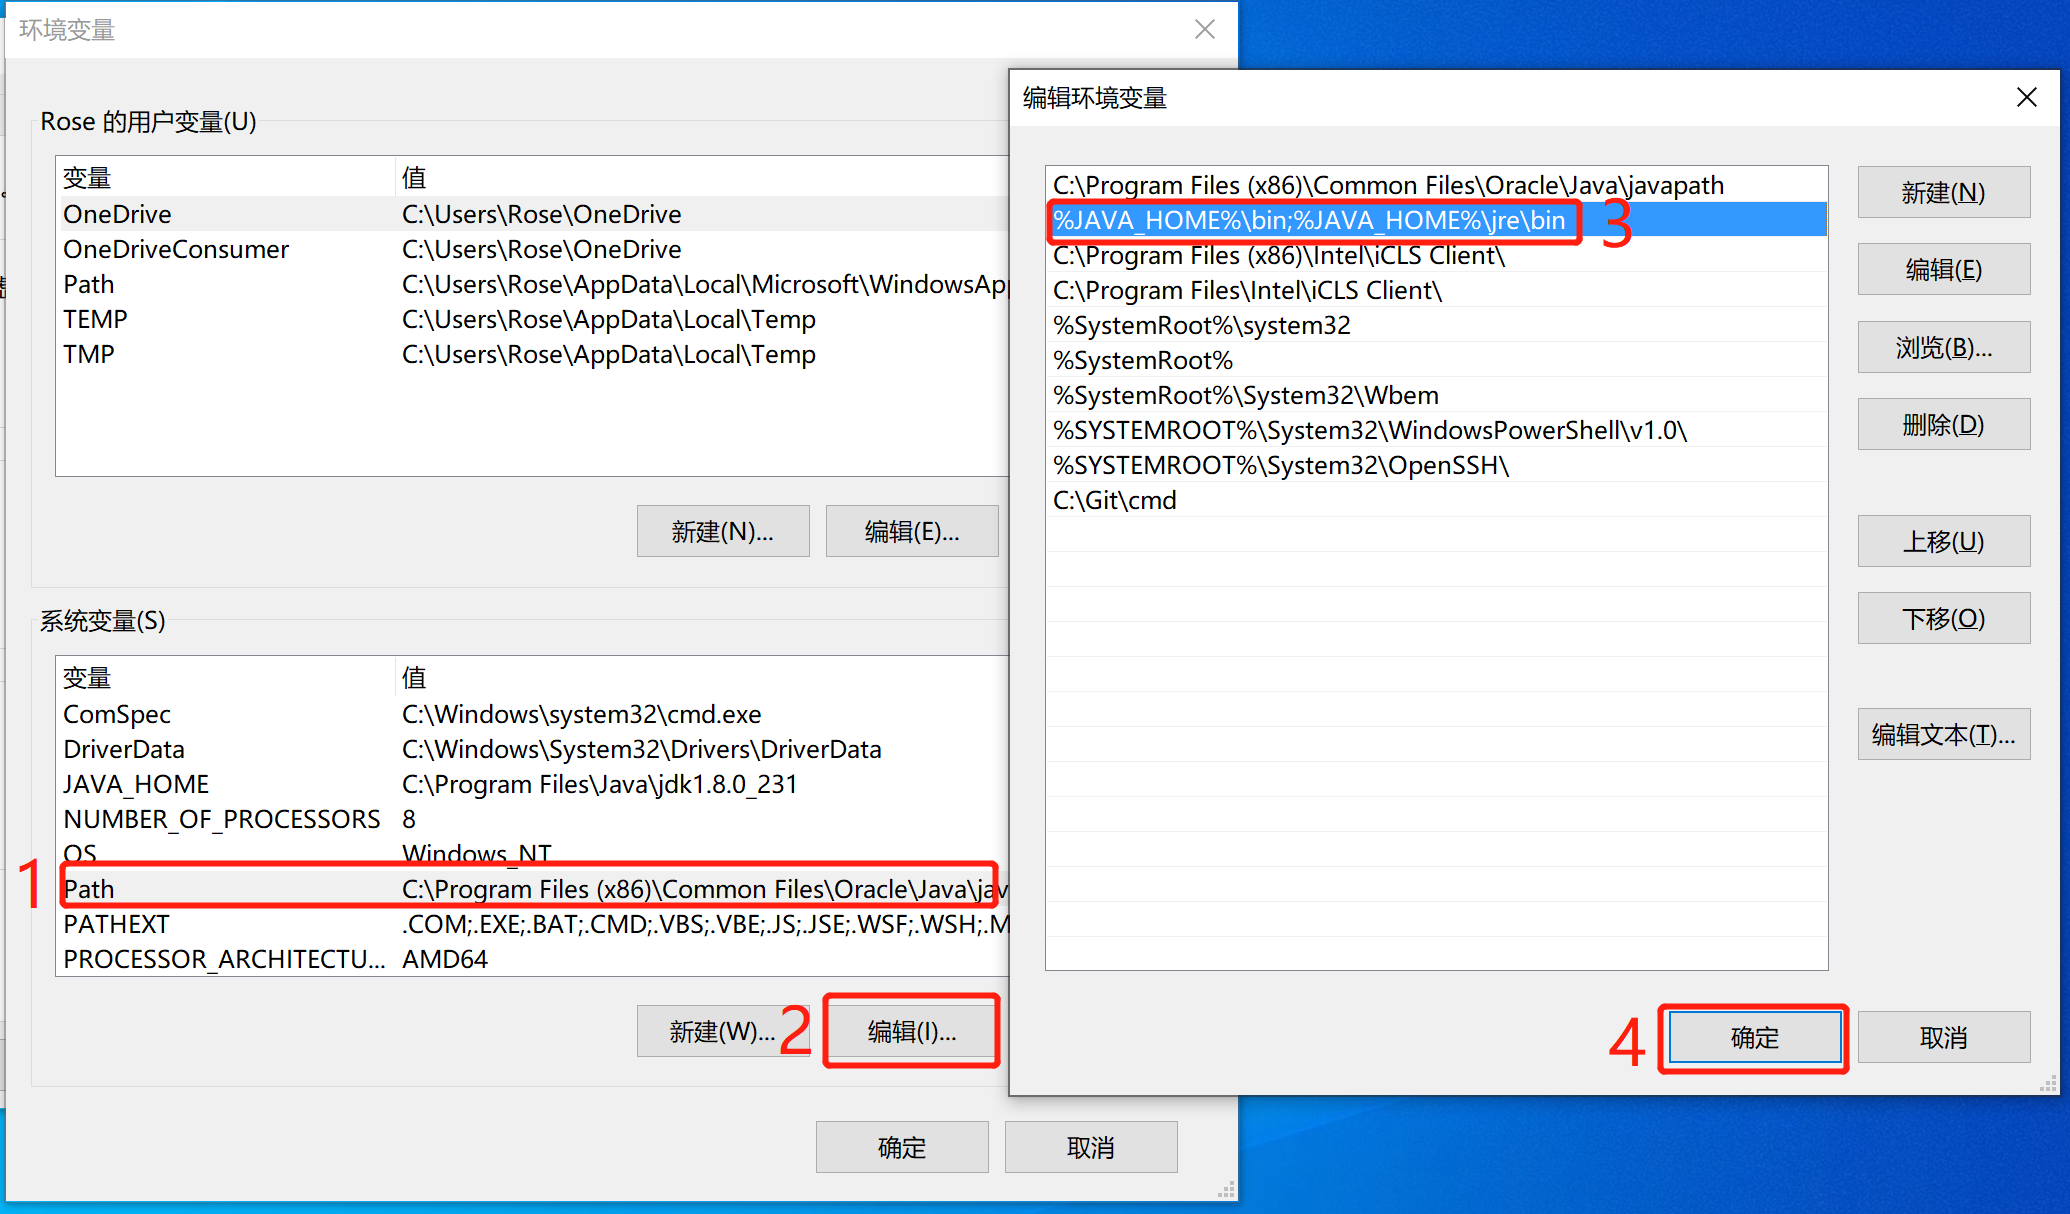 环境变量
Rose 的用户变量(U)
变量 值
OneDrive C:\Users\Rose\OneDrive
OneDriveConsumer C:\Users\Rose\OneDrive
Path C:\Users\Rose\AppData\Local\Microsoft\WindowsApp
TEMP C:\Users\Rose\AppData\Local\Temp
TMP C:\Users\Rose\AppData\Local\Temp
新建(N)... 编辑(E)...
系统变量(S)
变量 值
ComSpec C:\Windows\system32\cmd.exe
DriverData C:\Windows\System32\Drivers\DriverData
JAVA_HOME C:\Program Files\Java\jdk1.8.0_231
NUMBER_OF_PROCESSORS 8
OS Windows_NT
1 Path C:\Program Files (x86)\Common Files\Oracle\Java\jav
PATHEXT .COM;.EXE;.BAT;.CMD;.VBS;.VBE;.JS;.JSE;.WSF;.WSH;.M
PROCESSOR_ARCHITECTU... AMD64
新建(W)... 2 编辑(I)...
确定 取消
编辑环境变量
C:\Program Files (x86)\Common Files\Oracle\Java\javapath
%JAVA_HOME%\bin;%JAVA_HOME%\jre\bin 3
C:\Program Files (x86)\Intel\iCLS Client\
C:\Program Files\Intel\iCLS Client\
%SystemRoot%\system32
%SystemRoot%
%SystemRoot%\System32\Wbem
%SYSTEMROOT%\System32\WindowsPowerShell\v1.0\
%SYSTEMROOT%\System32\OpenSSH\
C:\Git\cmd
新建(N)
编辑(E)
浏览(B)...
删除(D)
上移(U)
下移(O)
编辑文本(T)...
4 确定 取消